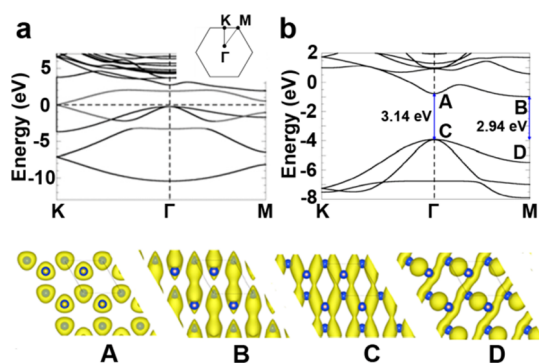 a
K M
Γ
Energy (eV)
5
0
-5
-10
K Γ M
b
Energy (eV)
2
0
-2
-4
-6
-8
A
B
3.14 eV
2.94 eV
C
D
K Γ M
A B C D